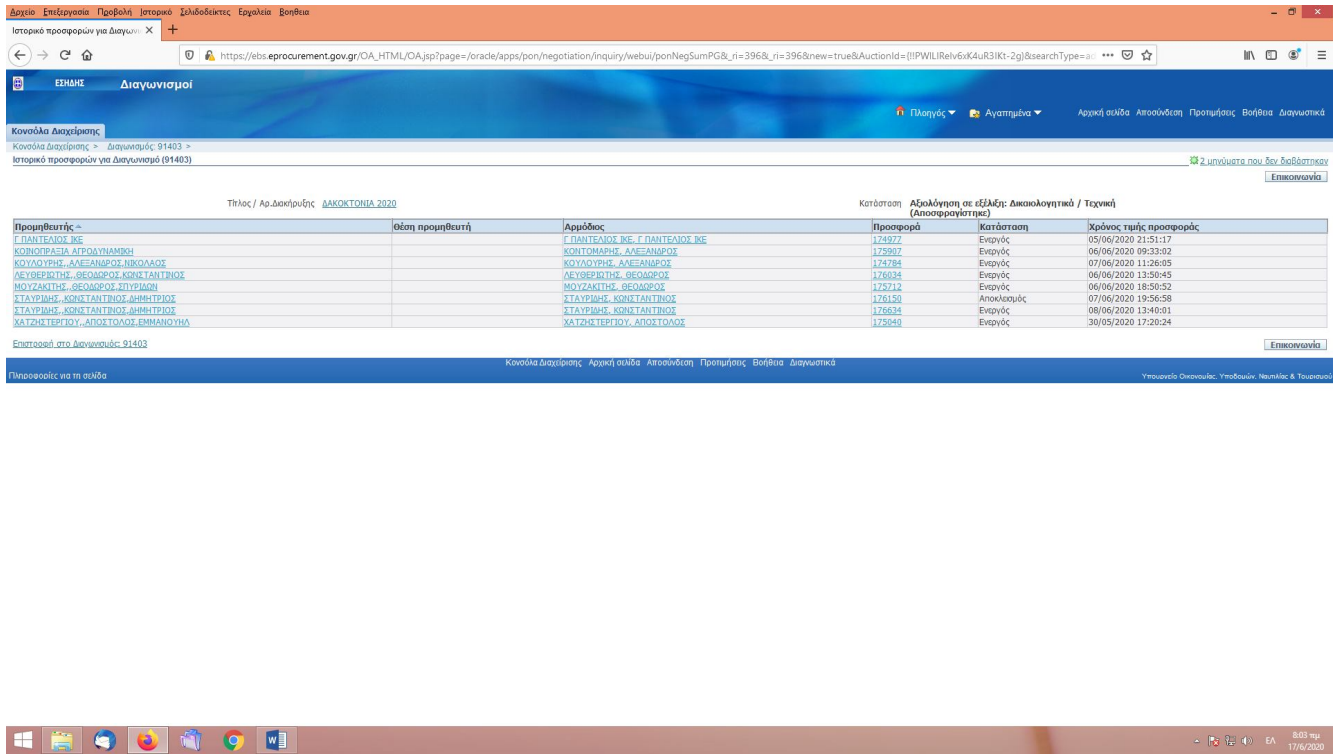 Αρχείο Επεξεργασία Προβολή Ιστορικό Σελιδοδείκτες Εργαλεία Βοήθεια
Ιστορικό προσφορών για Διαγων
https://ebs.eprocurement.gov.gr/OA_HTML/OA.jsp?page=/oracle/apps/pon/negotiation/inquiry/webui/ponNegSumPG&_ri=396&_ri=396&new=true&AuctionId={!!PWlLIRelv6xK4uR3IKt-2g}&searchType=a
ΕΣΗΔΗΣ Διαγωνισμοί
Πλοηγός Αγαπημένα Αρχική σελίδα Αποσύνδεση Προτιμήσεις Βοήθεια Διαγνωστικά
Κονσόλα Διαχείρισης
Κονσόλα Διαχείρισης > Διαγωνισμός: 91403 >
Ιστορικό προσφορών για Διαγωνισμό (91403) 2 μηνύματα που δεν διαβάστηκαν
Επικοινωνία
Τίτλος / Αρ.Διακήρυξης ΔΑΚΟΚΤΟΝΙΑ 2020 Κατάσταση Αξιολόγηση σε εξέλιξη: Δικαιολογητικά / Τεχνική
(Αποσφραγίστηκε)
Προμηθευτής Θέση προμηθευτή Αρμόδιος Προσφορά Κατάσταση Χρόνος τιμής προσφοράς
Γ ΠΑΝΤΕΛΙΟΣ ΙΚΕ Γ ΠΑΝΤΕΛΙΟΣ ΙΚΕ, Γ ΠΑΝΤΕΛΙΟΣ ΙΚΕ 174977 Ενεργός 05/06/2020 21:51:17
ΚΟΙΝΟΠΡΑΞΙΑ ΑΓΡΟΔΥΝΑΜΙΚΗ ΚΟΝΤΟΜΑΡΗΣ, ΑΛΕΞΑΝΔΡΟΣ 175907 Ενεργός 06/06/2020 09:33:02
ΚΟΥΛΟΥΡΗΣ,,ΑΛΕΞΑΝΔΡΟΣ,ΝΙΚΟΛΑΟΣ ΚΟΥΛΟΥΡΗΣ, ΑΛΕΞΑΝΔΡΟΣ 174784 Ενεργός 07/06/2020 11:26:05
ΛΕΥΘΕΡΙΩΤΗΣ,,ΘΕΟΔΩΡΟΣ,ΚΩΝΣΤΑΝΤΙΝΟΣ ΛΕΥΘΕΡΙΩΤΗΣ, ΘΕΟΔΩΡΟΣ 176034 Ενεργός 06/06/2020 13:50:45
ΜΟΥΖΑΚΙΤΗΣ,,ΘΕΟΔΩΡΟΣ,ΣΠΥΡΙΔΩΝ ΜΟΥΖΑΚΙΤΗΣ, ΘΕΟΔΩΡΟΣ 175712 Ενεργός 06/06/2020 18:50:52
ΣΤΑΥΡΙΔΗΣ,,ΚΩΝΣΤΑΝΤΙΝΟΣ,ΔΗΜΗΤΡΙΟΣ ΣΤΑΥΡΙΔΗΣ, ΚΩΝΣΤΑΝΤΙΝΟΣ 176150 Αποκλεισμός 07/06/2020 19:56:58
ΣΤΑΥΡΙΔΗΣ,,ΚΩΝΣΤΑΝΤΙΝΟΣ,ΔΗΜΗΤΡΙΟΣ ΣΤΑΥΡΙΔΗΣ, ΚΩΝΣΤΑΝΤΙΝΟΣ 176634 Ενεργός 08/06/2020 13:40:01
ΧΑΤΖΗΣΤΕΡΓΙΟΥ,,ΑΠΟΣΤΟΛΟΣ,ΕΜΜΑΝΟΥΗΛ ΧΑΤΖΗΣΤΕΡΓΙΟΥ, ΑΠΟΣΤΟΛΟΣ 175040 Ενεργός 30/05/2020 17:20:24
Επιστροφή στο Διαγωνισμός: 91403 Επικοινωνία
Κονσόλα Διαχείρισης Αρχική σελίδα Αποσύνδεση Προτιμήσεις Βοήθεια Διαγνωστικά
Πληροφορίες για τη σελίδα Υπουργείο Οικονομίας, Υποδομών, Ναυτιλίας & Τουρισμού
ΕΛ 8:03 πμ
17/6/2020